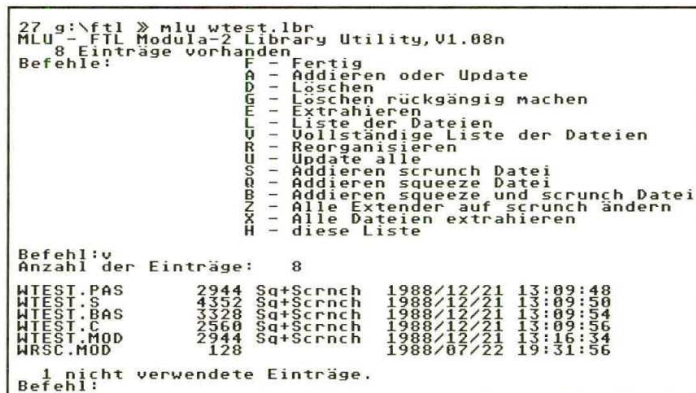 27 g:\ftl » mlu wtest.lbr
MLU - FTL Modula-2 Library Utility,V1.08n
8 Einträge vorhanden
Befehle: F - Fertig
A - Addieren oder Update
D - Löschen
G - Löschen rückgängig machen
E - Extrahieren
L - Liste der Dateien
V - Vollständige Liste der Dateien
R - Reorganisieren
U - Update alle
S - Addieren scrunch Datei
Q - Addieren squeeze Datei
B - Addieren squeeze und scrunch Datei
Z - Alle Extender auf scrunch ändern
X - Alle Dateien extrahieren
H - diese Liste
Befehl:v
Anzahl der Einträge: 8
WTEST.PAS 2944 Sq+Scrnch 1988/12/21 13:09:48
WTEST.S 4352 Sq+Scrnch 1988/12/21 13:09:50
WTEST.BAS 3328 Sq+Scrnch 1988/12/21 13:09:54
WTEST.C 2560 Sq+Scrnch 1988/12/21 13:09:56
WTEST.MOD 2944 Sq+Scrnch 1988/12/21 13:16:34
WRSC.MOD 128 1988/07/22 19:31:56
1 nicht verwendete Einträge.
Befehl: